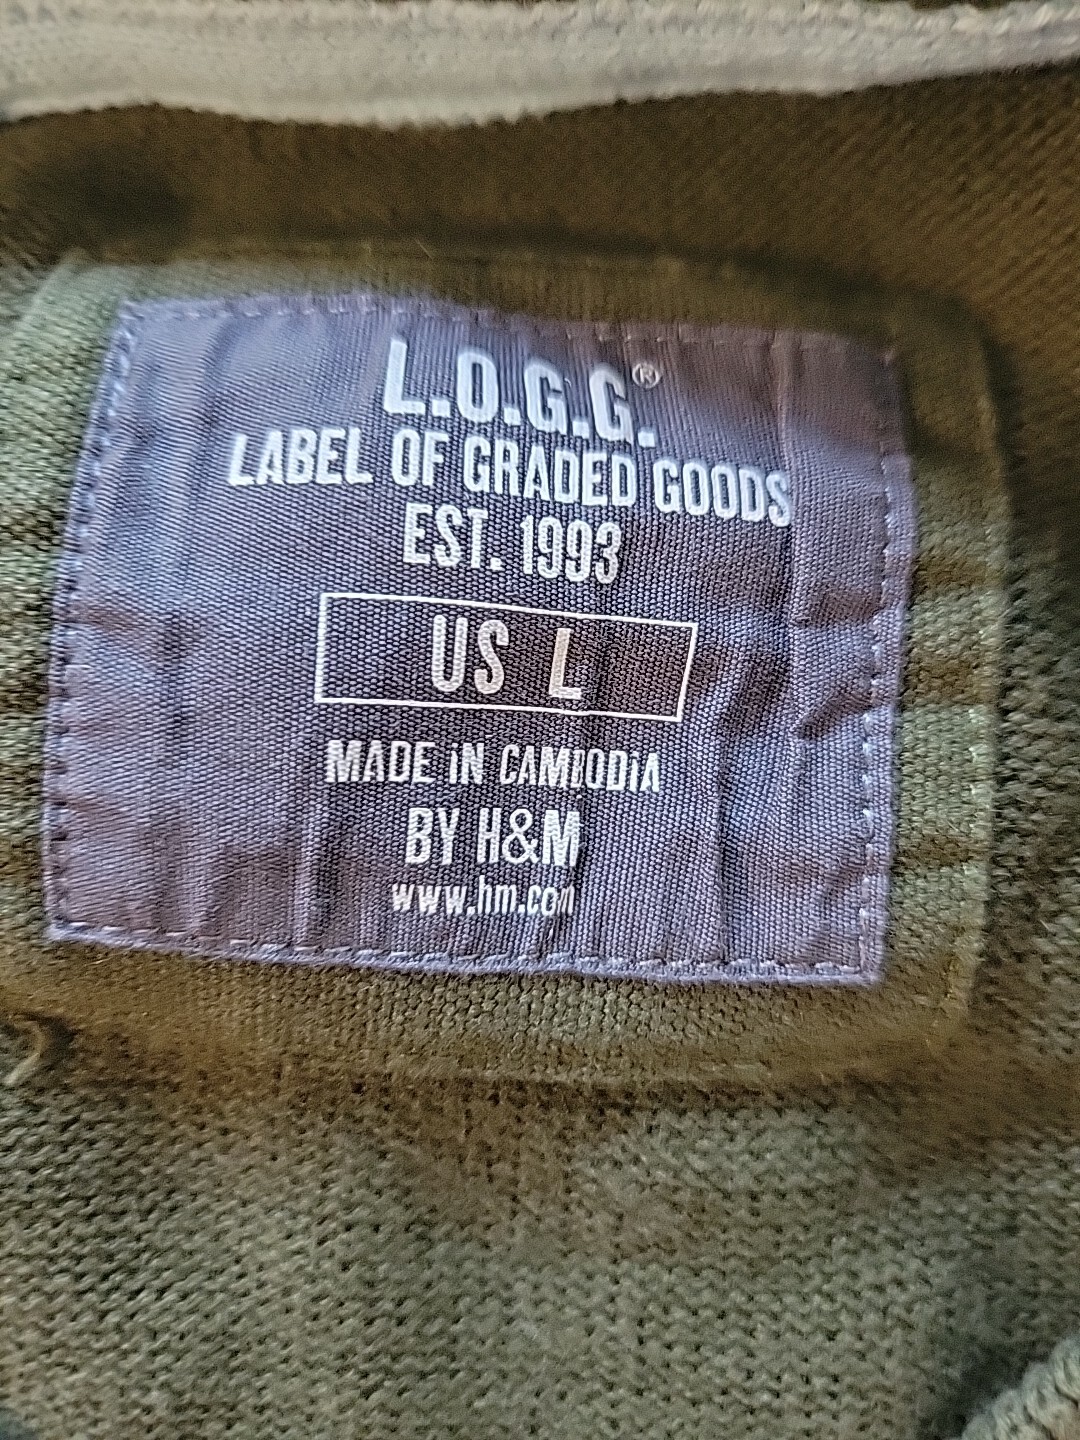 L.O.G.G.®
LABEL OF GRADED GOODS
EST. 1993
US L
MADE iN CAMBODiA
BY H&M
www.hm.com